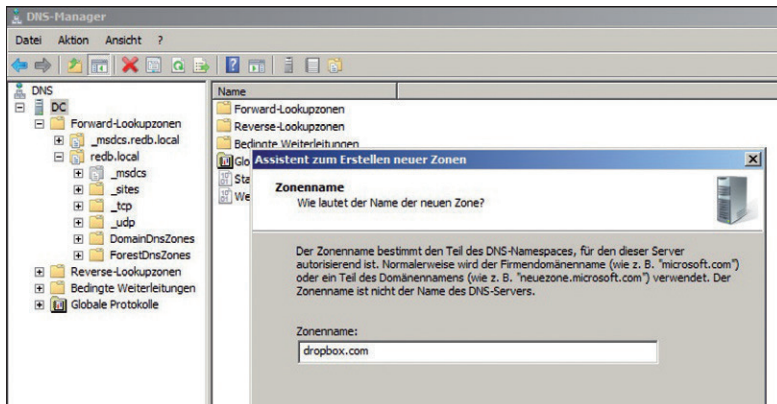 DNS-Manager
Datei Aktion Ansicht ?
DNS
DC
Forward-Lookupzonen
_msdcs.redb.local
redb.local
_msdcs
_sites
_tcp
_udp
DomainDnsZones
ForestDnsZones
Reverse-Lookupzonen
Bedingte Weiterleitungen
Globale Protokolle
Name
Forward-Lookupzonen
Reverse-Lookupzonen
Bedingte Weiterleitungen
Glo
Sta
We
Assistent zum Erstellen neuer Zonen
Zonenname
Wie lautet der Name der neuen Zone?
Der Zonenname bestimmt den Teil des DNS-Namespaces, für den dieser Server
autorisierend ist. Normalerweise wird der Firmendomänenname (wie z. B. "microsoft.com")
oder ein Teil des Domänennamens (wie z. B. "neuezone.microsoft.com") verwendet. Der
Zonenname ist nicht der Name des DNS-Servers.
Zonenname:
dropbox.com